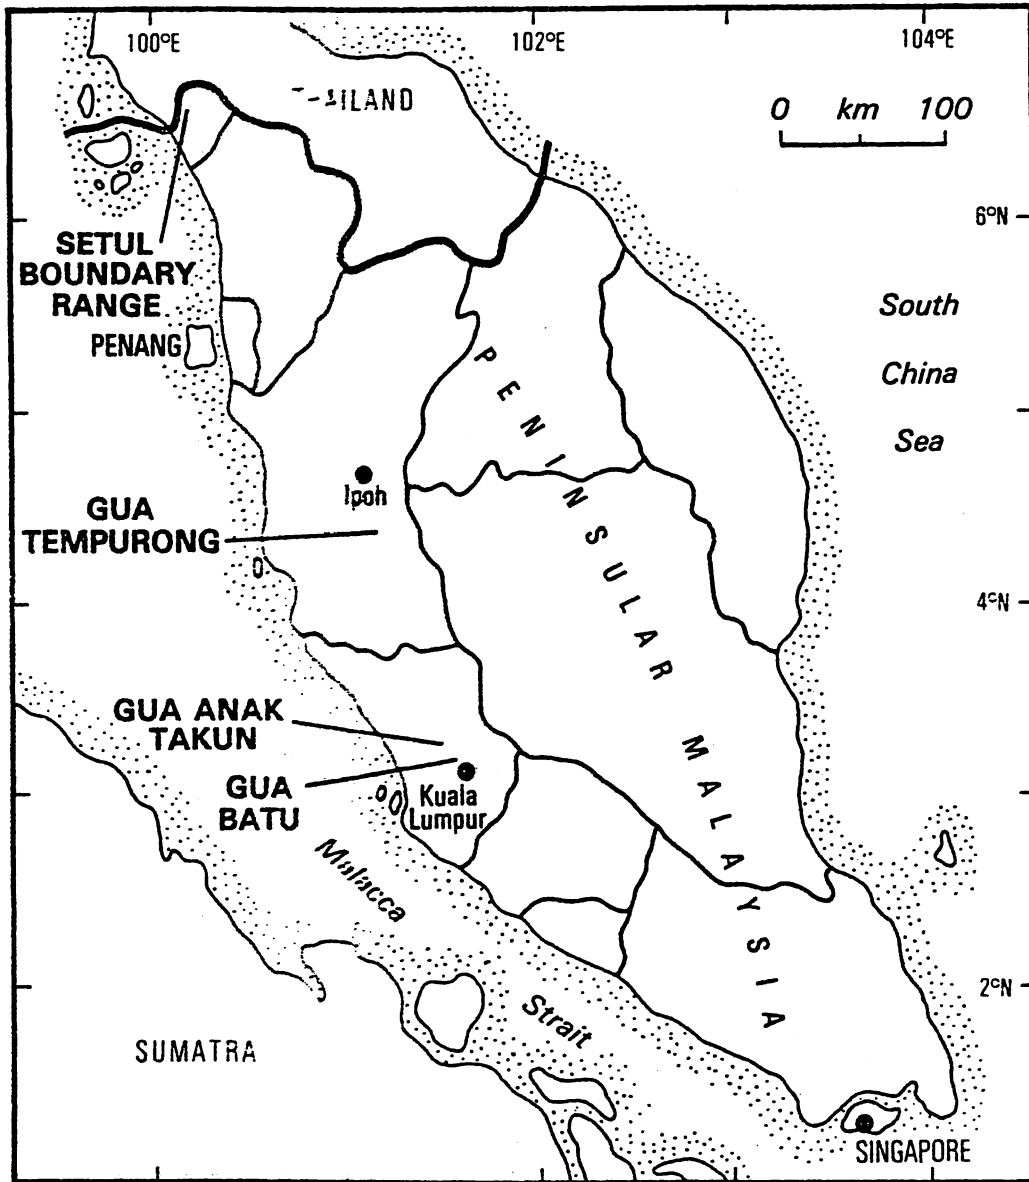 100°E
102°E
104°E
0 km 100
6°N
SETUL
BOUNDARY
RANGE
PENANG
South
China
Sea
PENINSULAR MALAYSIA
Ipoh
GUA
TEMPURONG
4°N
GUA ANAK
TAKUN
GUA
BATU
Kuala
Lumpur
Malacca
Strait
2°N
SUMATRA
SINGAPORE